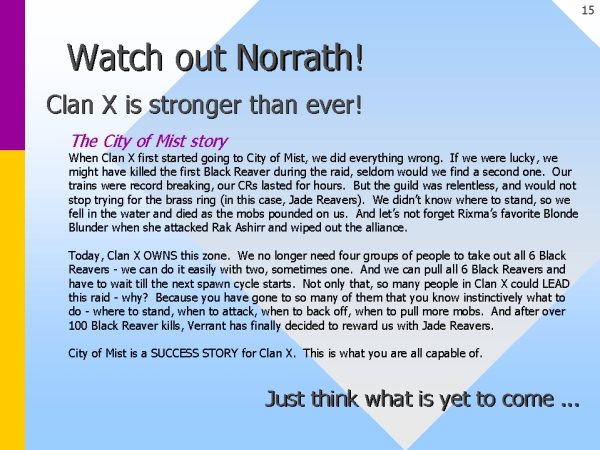 15
Watch out Norrath!
Clan X is stronger than ever!
The City of Mist story
When Clan X first started going to City of Mist, we did everything wrong.  If we were lucky, we
might have killed the first Black Reaver during the raid, seldom would we find a second one.  Our
trains were record breaking, our CRs lasted for hours.  But the guild was relentless, and would not
stop trying for the brass ring (in this case, Jade Reavers).  We didn't know where to stand, so we
fell in the water and died as the mobs pounded on us.  And let's not forget Rixma's favorite Blonde
Blunder when she attacked Rak Ashirr and wiped out the alliance.
Today, Clan X OWNS this zone.  We no longer need four groups of people to take out all 6 Black
Reavers - we can do it easily with two, sometimes one.  And we can pull all 6 Black Reavers and
have to wait till the next spawn cycle starts.  Not only that, so many people in Clan X could LEAD
this raid - why?  Because you have gone to so many of them that you know instinctively what to
do - where to stand, when to attack, when to back off, when to pull more mobs.  And after over
100 Black Reaver kills, Verrant has finally decided to reward us with Jade Reavers.
City of Mist is a SUCCESS STORY for Clan X.  This is what you are all capable of.
Just think what is yet to come ...